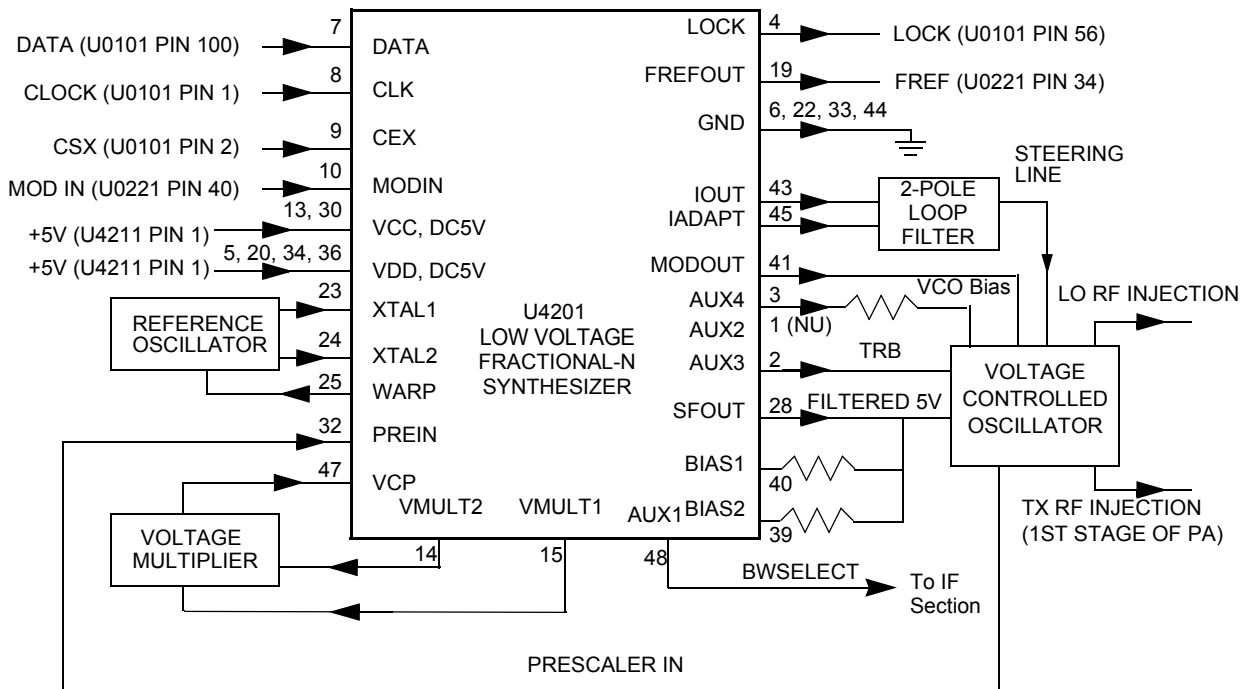 DATA (U0101 PIN 100)
7
DATA
CLOCK (U0101 PIN 1)
8
CLK
CSX (U0101 PIN 2)
9
CEX
MOD IN (U0221 PIN 40)
10
MODIN
+5V (U4211 PIN 1)
13, 30
VCC, DC5V
+5V (U4211 PIN 1)
5, 20, 34, 36
VDD, DC5V
REFERENCE
OSCILLATOR
23
XTAL1
24
XTAL2
25
WARP
32
PREIN
47
VCP
VOLTAGE
MULTIPLIER
VMULT2
14
VMULT1
15
AUX1
48
BWSELECT
To IF
Section
U4201
LOW VOLTAGE
FRACTIONAL-N
SYNTHESIZER
LOCK
4
LOCK (U0101 PIN 56)
FREFOUT
19
FREF (U0221 PIN 34)
GND
6, 22, 33, 44
IOUT
43
IADAPT
45
2-POLE
LOOP
FILTER
STEERING
LINE
MODOUT
41
AUX4
3
VCO Bias
AUX2
1 (NU)
AUX3
2
TRB
SFOUT
28
FILTERED 5V
BIAS1
40
BIAS2
39
VOLTAGE
CONTROLLED
OSCILLATOR
LO RF INJECTION
TX RF INJECTION
(1ST STAGE OF PA)
PRESCALER IN